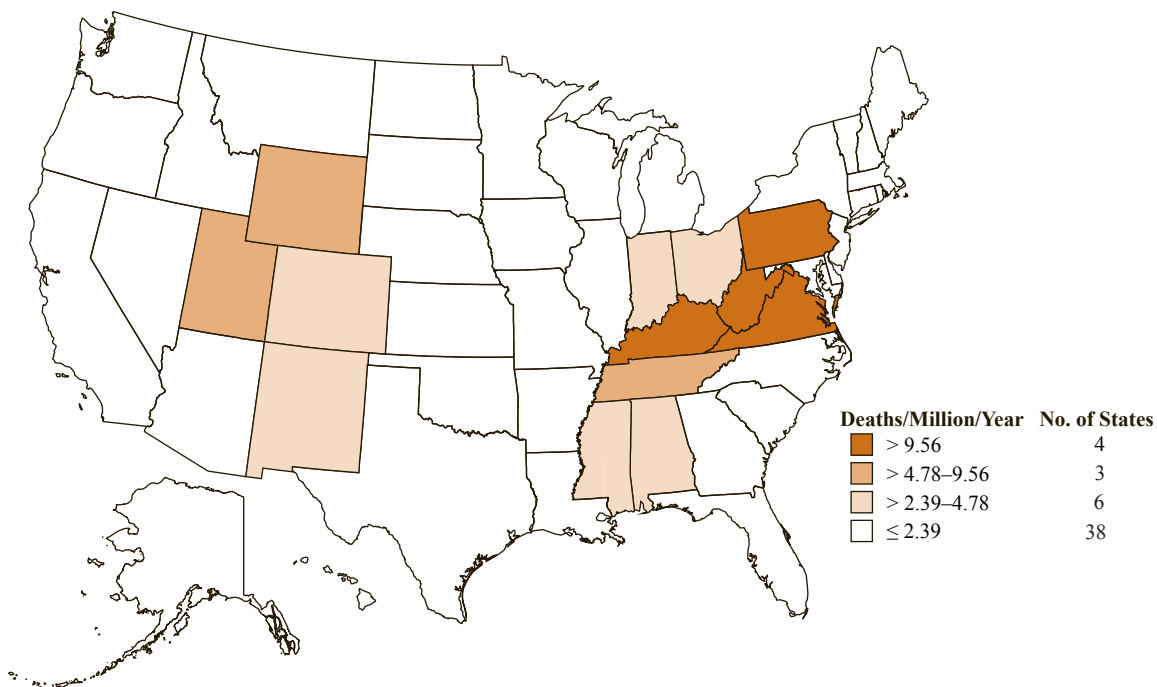 Deaths/Million/Year No. of States
> 9.56 4
> 4.78–9.56 3
> 2.39–4.78 6
≤ 2.39 38